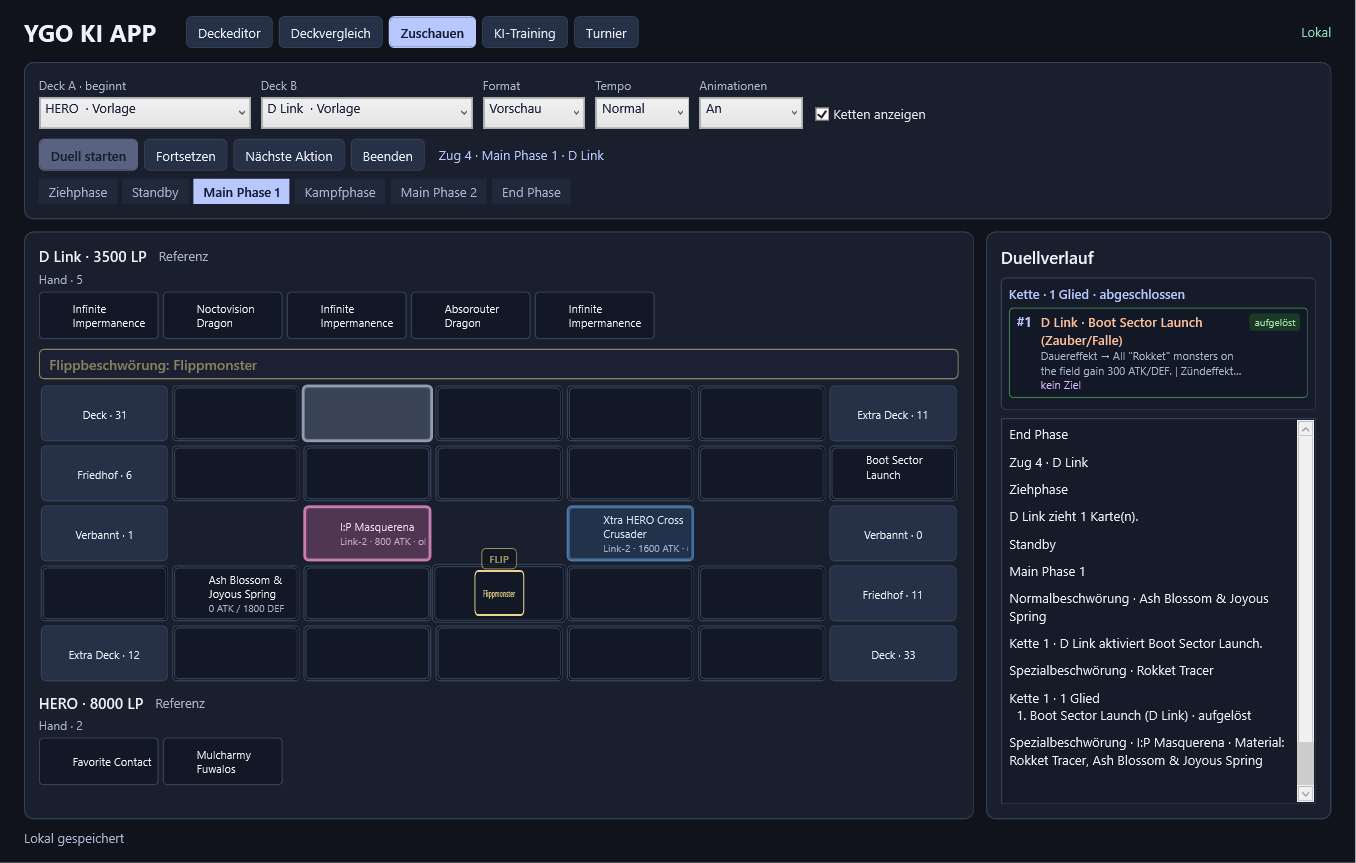 YGO KI APP
Deckeditor
Deckvergleich
Zuschauen
KI-Training
Turnier
Lokal
Deck A · beginnt
Deck B
Format
Tempo
Animationen
HERO · Vorlage
D Link · Vorlage
Vorschau
Normal
An
Ketten anzeigen
Duell starten
Fortsetzen
Nächste Aktion
Beenden
Zug 4 · Main Phase 1 · D Link
Ziehphase
Standby
Main Phase 1
Kampfphase
Main Phase 2
End Phase
D Link · 3500 LP
Referenz
Hand · 5
Infinite
Impermanence
Noctovision
Dragon
Infinite
Impermanence
Absorouter
Dragon
Infinite
Impermanence
Flippbeschwörung: Flippmonster
Deck · 31
Extra Deck · 11
Friedhof · 6
Boot Sector
Launch
Verbannt · 1
I:P Masquerena
Link-2 · 800 ATK ·
Xtra HERO Cross
Crusader
Link-2 · 1600 ATK ·
Verbannt · 0
FLIP
Ash Blossom &
Joyous Spring
0 ATK / 1800 DEF
Flippmonster
Friedhof · 11
Extra Deck · 12
Deck · 33
HERO · 8000 LP
Referenz
Hand · 2
Favorite Contact
Mulcharmy
Fuwalos
Duellverlauf
Kette · 1 Glied · abgeschlossen
#1
D Link · Boot Sector Launch
(Zauber/Falle)
aufgelöst
Dauereffekt → All "Rokket" monsters on
the field gain 300 ATK/DEF. | Zündeffekt...
kein Ziel
End Phase
Zug 4 · D Link
Ziehphase
D Link zieht 1 Karte(n).
Standby
Main Phase 1
Normalbeschwörung · Ash Blossom & Joyous
Spring
Kette 1 · D Link aktiviert Boot Sector Launch.
Spezialbeschwörung · Rokket Tracer
Kette 1 · 1 Glied
1. Boot Sector Launch (D Link) · aufgelöst
Spezialbeschwörung · I:P Masquerena · Material:
Rokket Tracer, Ash Blossom & Joyous Spring
Lokal gespeichert